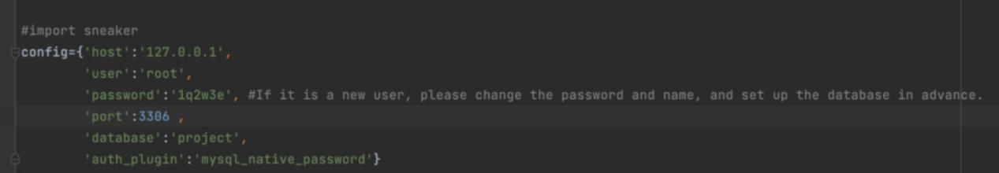 #import sneaker
config={'host':'127.0.0.1',
'user':'root',
'password':'1q2w3e', #If it is a new user, please change the password and name, and set up the database in advance.
'port':3306 ,
'database':'project',
'auth_plugin':'mysql_native_password'}